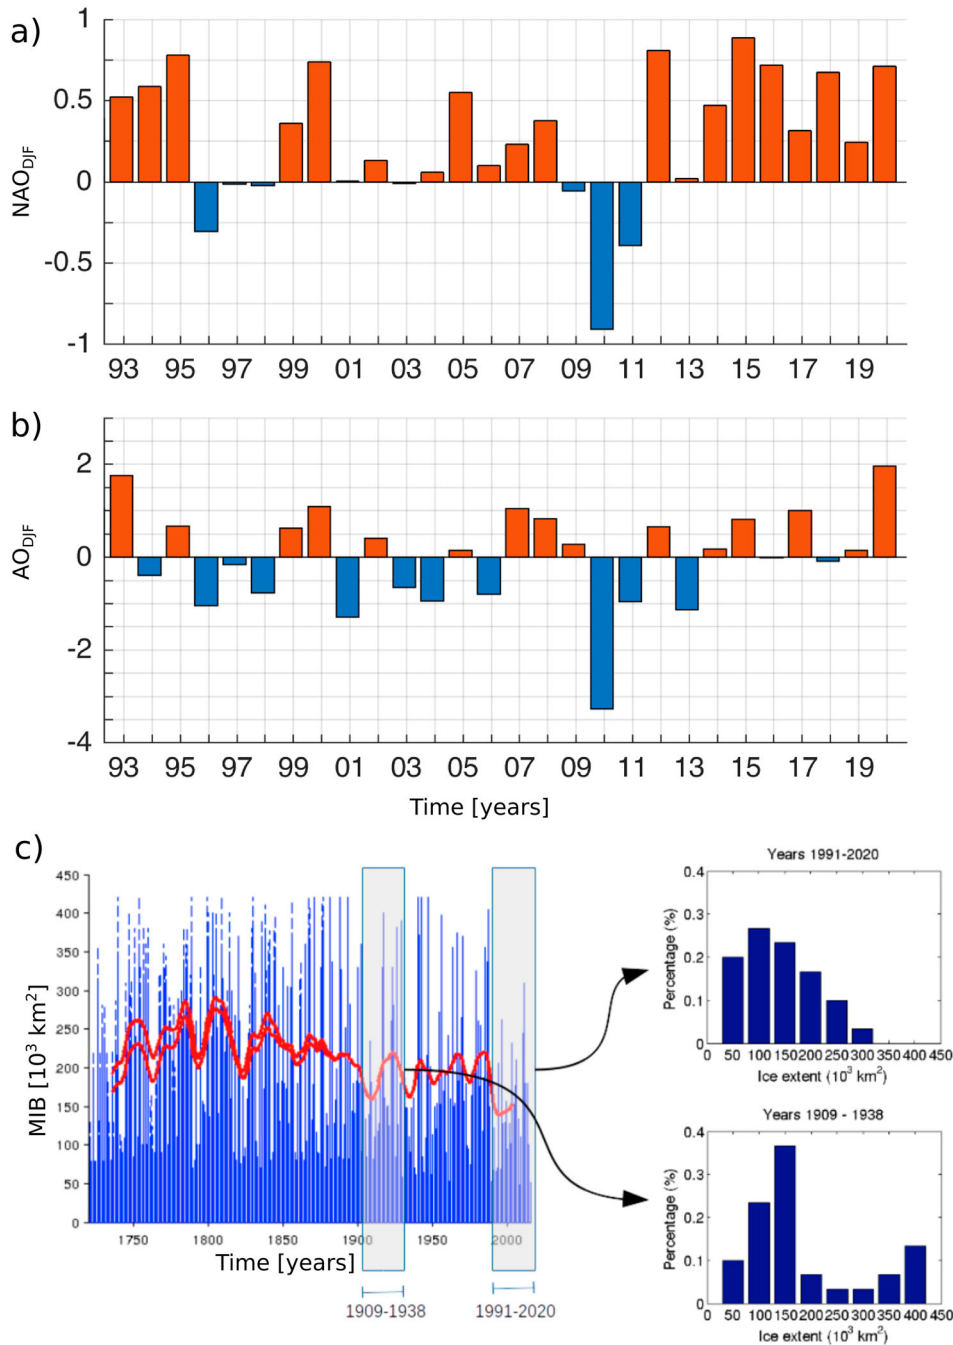 a)
1
0.5
0
-0.5
-1
NAO_DJF
93 95 97 99 01 03 05 07 09 11 13 15 17 19
b)
2
0
-2
-4
AO_DJF
93 95 97 99 01 03 05 07 09 11 13 15 17 19
Time [years]
c)
450
400
350
300
250
200
150
100
50
0
MIB [10³ km²]
1750 1800 1850 1900 1950 2000
Time [years]
1909-1938
1991-2020
Years 1991-2020
0.4
0.3
0.2
0.1
0
Percentage (%)
0 50 100 150 200 250 300 350 400 450
Ice extent (10³ km²)
Years 1909 - 1938
0.4
0.3
0.2
0.1
0
Percentage (%)
0 50 100 150 200 250 300 350 400 450
Ice extent (10³ km²)